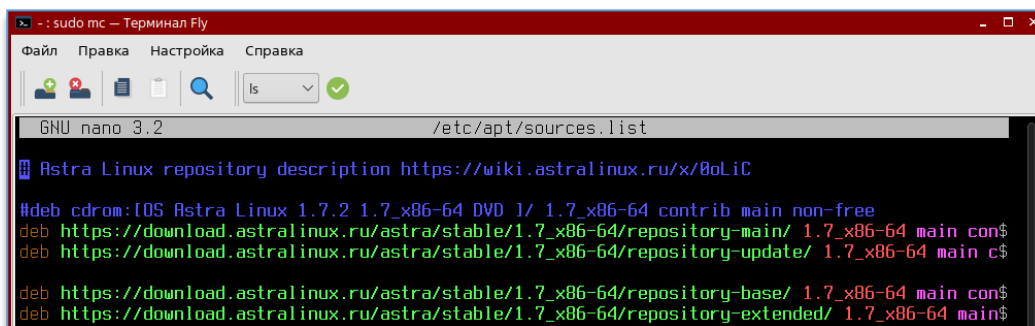 - : sudo mc — Терминал Fly
Файл Правка Настройка Справка
ls
GNU nano 3.2 /etc/apt/sources.list
# Astra Linux repository description https://wiki.astralinux.ru/x/0oLiC
#deb cdrom:[OS Astra Linux 1.7.2 1.7_x86-64 DVD ]/ 1.7_x86-64 contrib main non-free
deb https://download.astralinux.ru/astra/stable/1.7_x86-64/repository-main/ 1.7_x86-64 main con$
deb https://download.astralinux.ru/astra/stable/1.7_x86-64/repository-update/ 1.7_x86-64 main c$
deb https://download.astralinux.ru/astra/stable/1.7_x86-64/repository-base/ 1.7_x86-64 main con$
deb https://download.astralinux.ru/astra/stable/1.7_x86-64/repository-extended/ 1.7_x86-64 main$